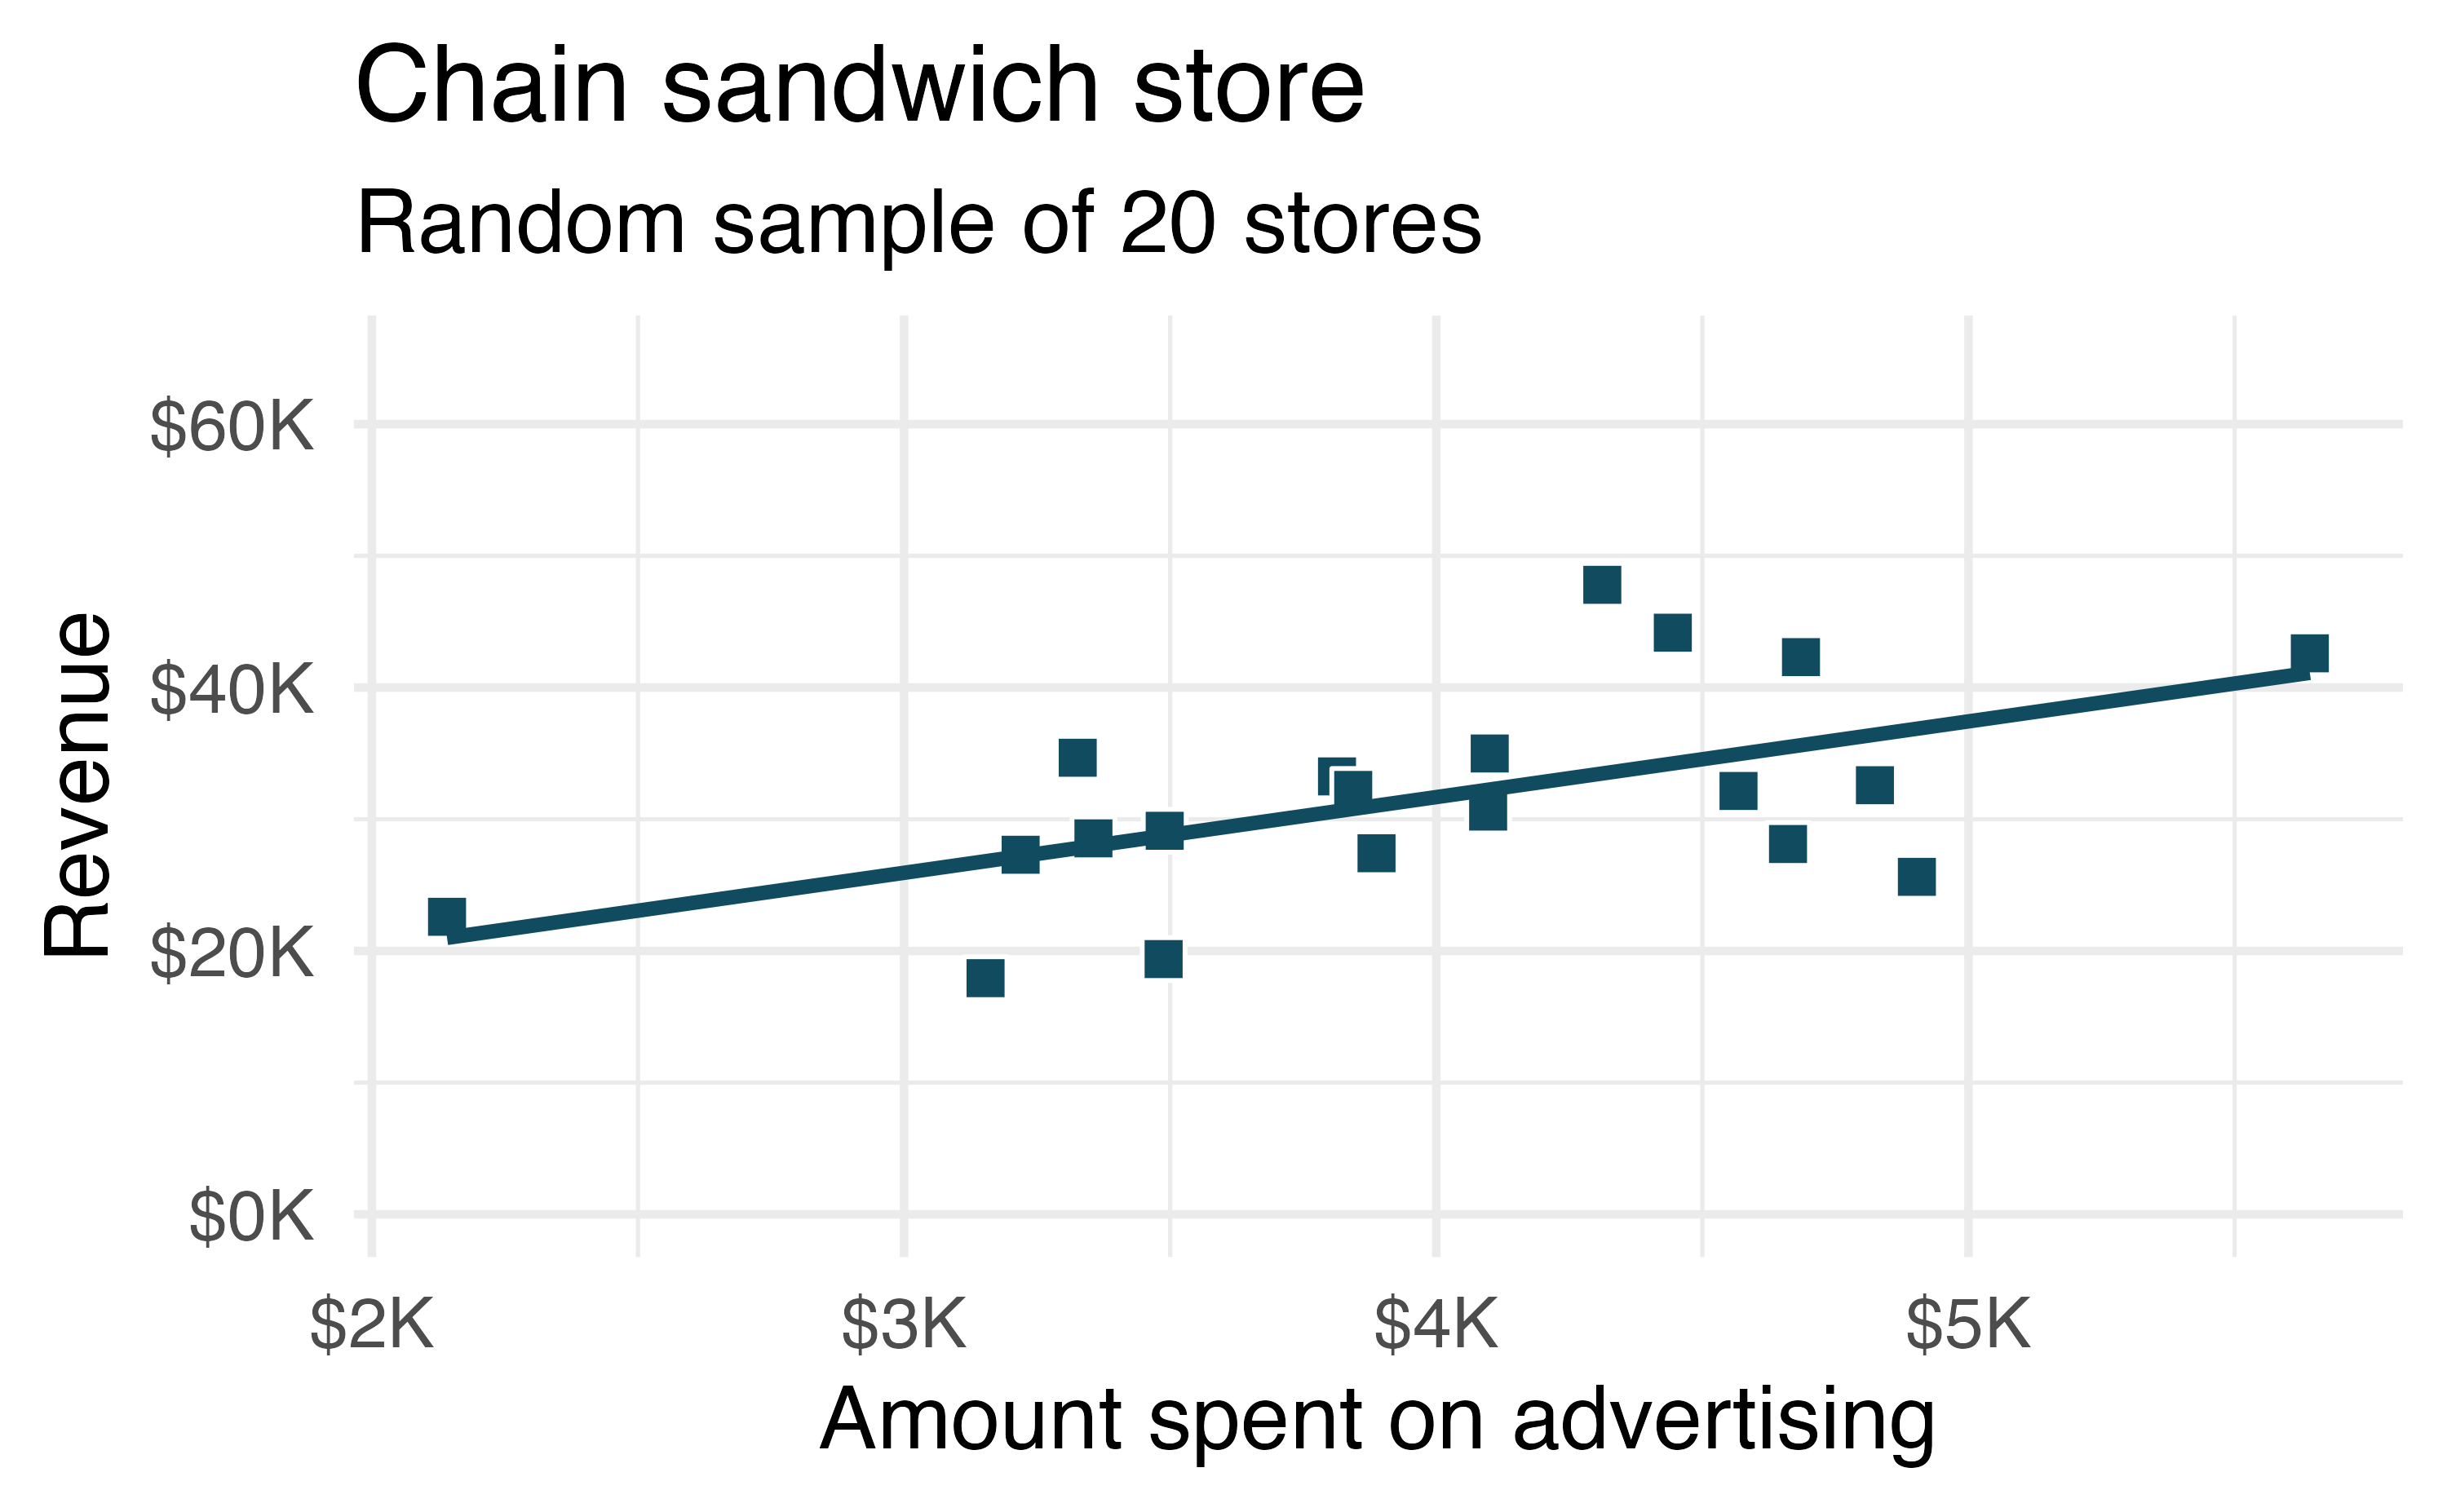 Chain sandwich store
Random sample of 20 stores
$60K
$40K
$20K
$0K
Revenue
$2K $3K $4K $5K
Amount spent on advertising